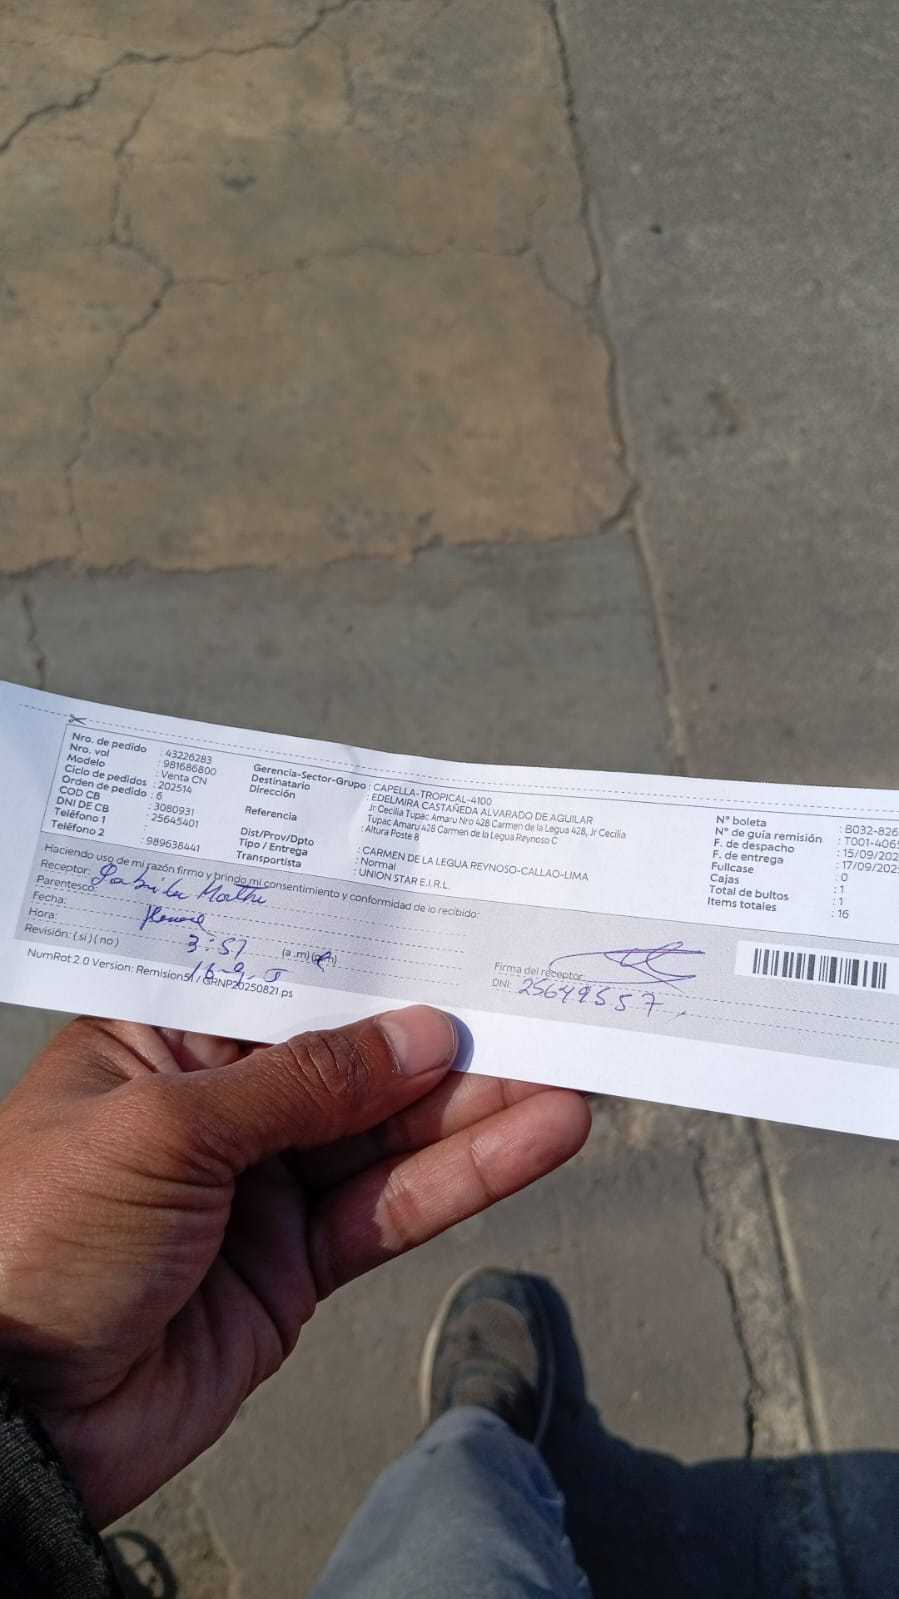 Nro. de pedido : 43226283
Nro. vol : 981686800
Modelo : Venta CN
Ciclo de pedidos : 202514
Orden de pedido : 6
COD CB : 3080931
DNI DE CB : 25645401
Teléfono 1 :
Teléfono 2 : 989636441
Gerencia-Sector-Grupo : CAPELLA-TROPICAL-4100
Destinatario : EDELMIRA CASTAÑEDA ALVARADO DE AGUILAR
Dirección : Jr Cecilia Tupac Amaru Nro 428 Carmen de la Legua 428, Jr Cecilia
Tupac Amaru 428 Carmen de la Legua Reynoso C
Referencia : Altura Poste 8
Dist/Prov/Dpto : CARMEN DE LA LEGUA REYNOSO-CALLAO-LIMA
Tipo / Entrega : Normal
Transportista : UNION STAR E.I.R.L.
N° boleta : B032-826
N° de guía remisión : T001-4065
F. de despacho : 15/09/202
F. de entrega : 17/09/202
Fullcase : 0
Cajas : 1
Total de bultos : 1
Items totales : 16
Haciendo uso de mi razón firmo y brindo mi consentimiento y conformidad de lo recibido:
Receptor:
Parentesco:
Fecha:
Hora: 3:51 (a .m) (p.m)
Revisión: ( si ) ( no )
Firma del receptor:
DNI: 25649557
NumRot:2.0 Version: Remision51 / GRNP20250821.ps